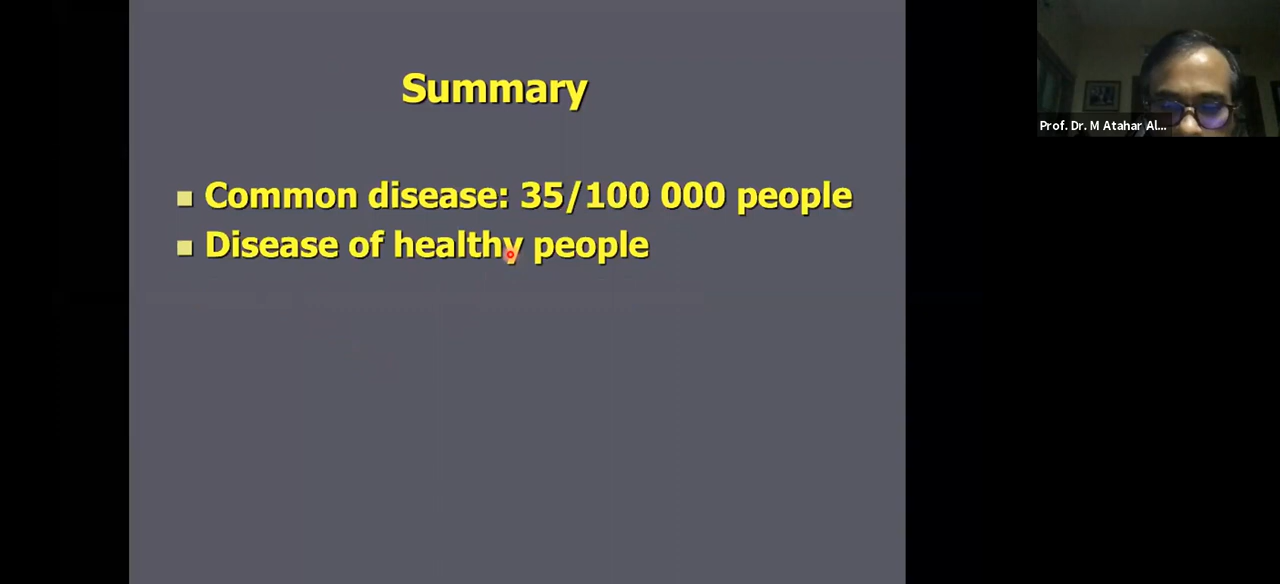 Summary
Common disease: 35/100 000 people
Disease of healthy people
Prof. Dr. M Atahar Al...